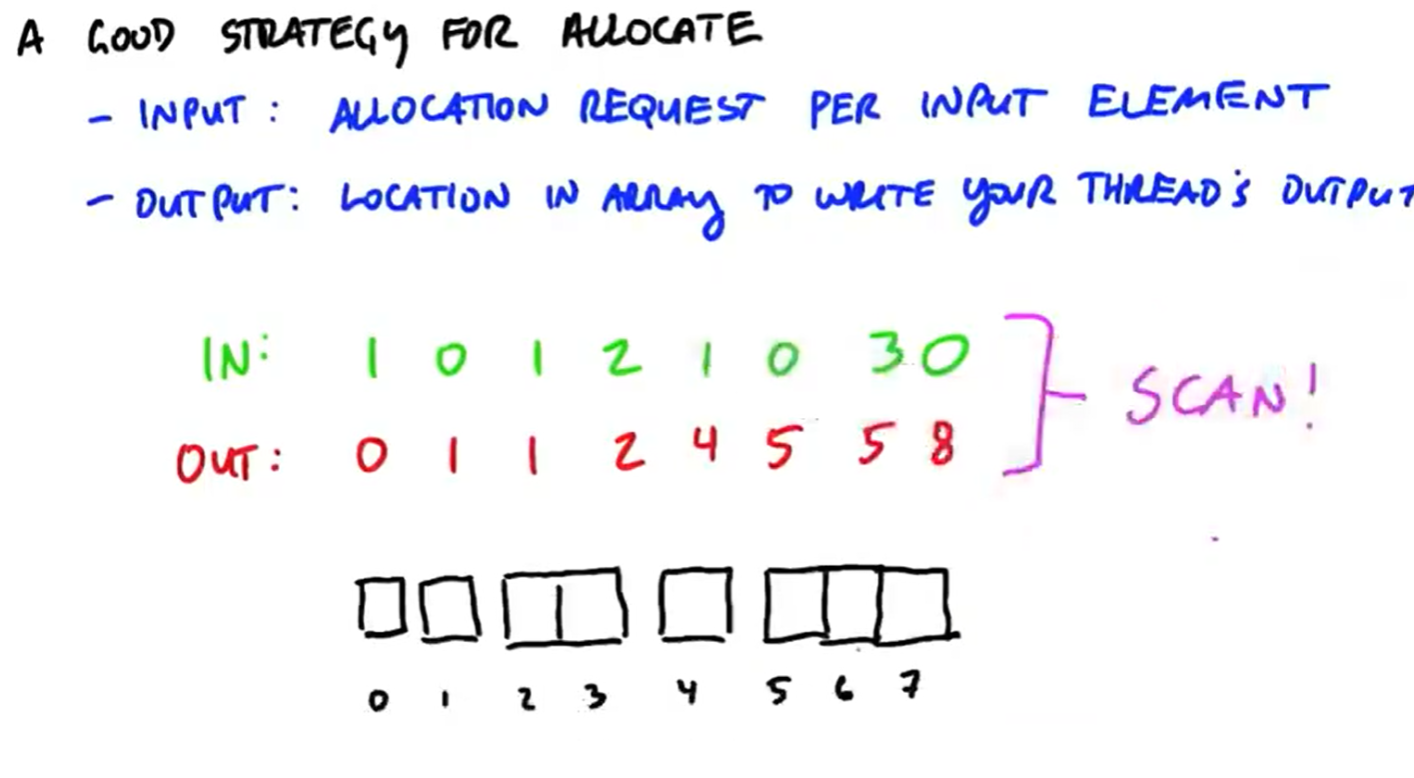 A GOOD STRATEGY FOR ALLOCATE
- INPUT: ALLOCATION REQUEST PER INPUT ELEMENT
- OUTPUT: LOCATION IN ARRAY TO WRITE YOUR THREAD'S OUTPUT
IN: 1 0 1 2 1 0 3 0
OUT: 0 1 1 2 4 5 5 8
SCAN!
0 1 2 3 4 5 6 7